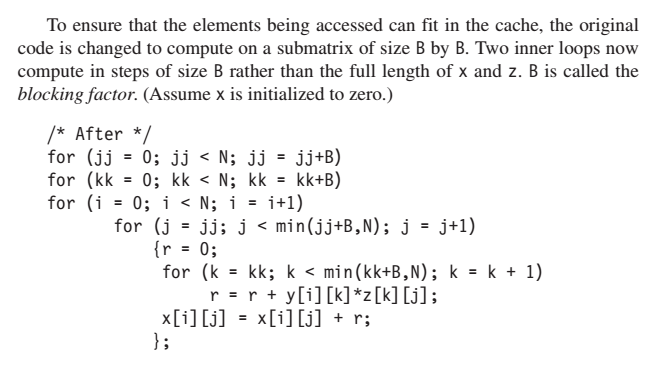 To ensure that the elements being accessed can fit in the cache, the original
code is changed to compute on a submatrix of size B by B. Two inner loops now
compute in steps of size B rather than the full length of x and z. B is called the
blocking factor. (Assume x is initialized to zero.)
/* After */
for (jj = 0; jj < N; jj = jj+B)
for (kk = 0; kk < N; kk = kk+B)
for (i = 0; i < N; i = i+1)
for (j = jj; j < min(jj+B,N); j = j+1)
{r = 0;
for (k = kk; k < min(kk+B,N); k = k + 1)
r = r + y[i][k]*z[k][j];
x[i][j] = x[i][j] + r;
};